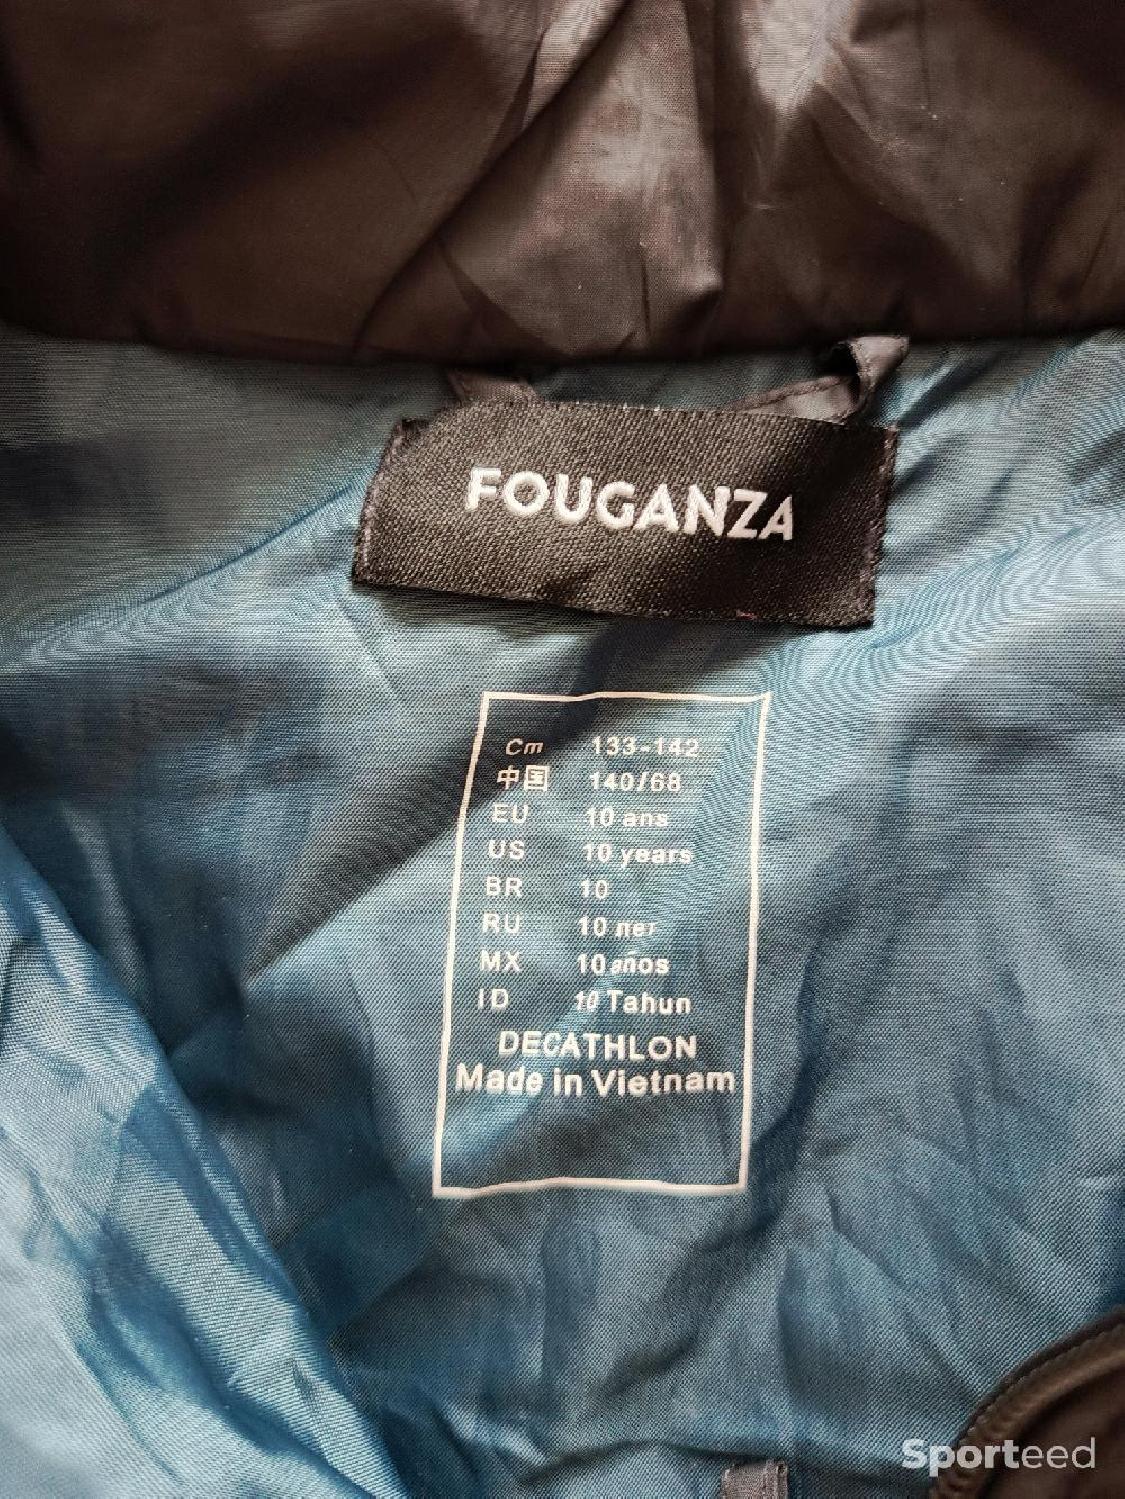 FOUGANZA
Cm 133-142
中国 140/68
EU 10 ans
US 10 years
BR 10
RU 10 лет
MX 10 años
ID 10 Tahun
DECATHLON
Made in Vietnam
Sporteed